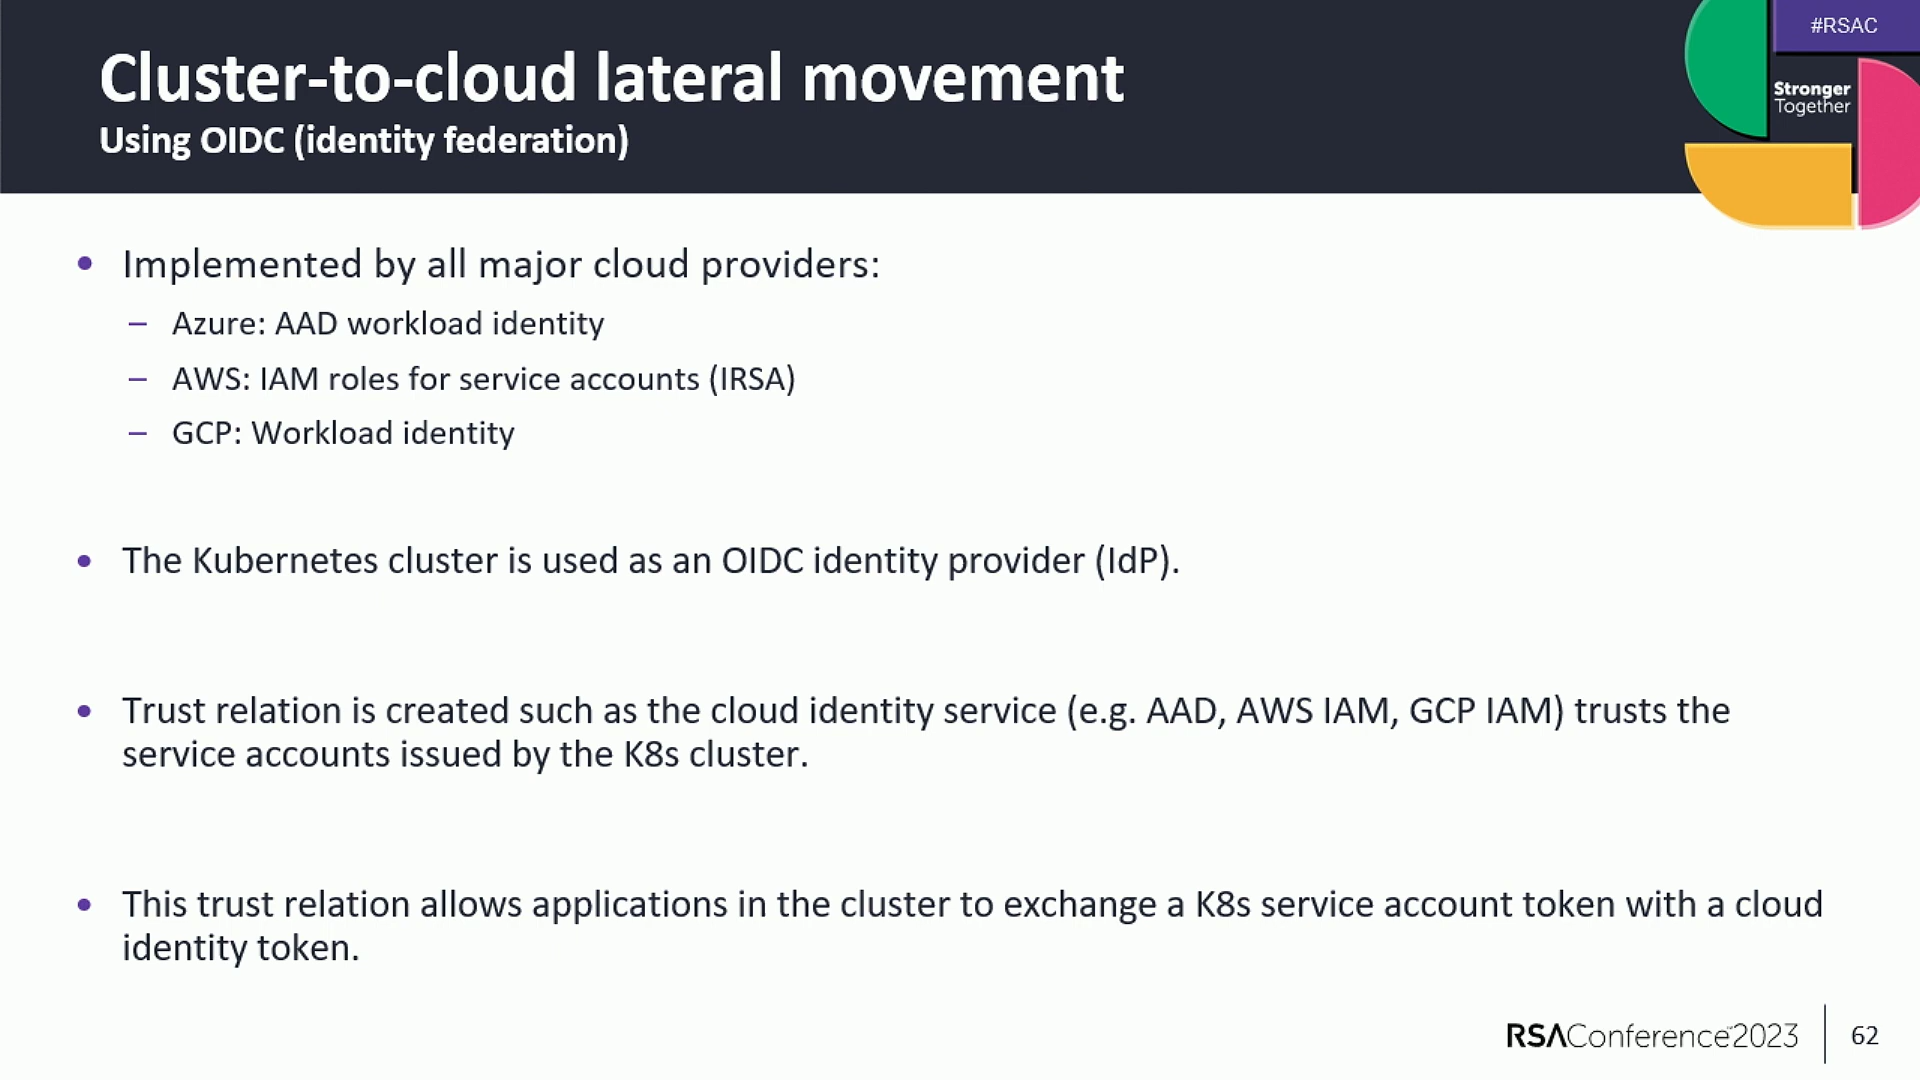 #RSAC
Cluster-to-cloud lateral movement
Using OIDC (identity federation)
Stronger
Together
• Implemented by all major cloud providers:
– Azure: AAD workload identity
– AWS: IAM roles for service accounts (IRSA)
– GCP: Workload identity
• The Kubernetes cluster is used as an OIDC identity provider (IdP).
• Trust relation is created such as the cloud identity service (e.g. AAD, AWS IAM, GCP IAM) trusts the
service accounts issued by the K8s cluster.
• This trust relation allows applications in the cluster to exchange a K8s service account token with a cloud
identity token.
RSAConference™2023
62